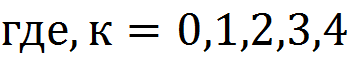 где, к = 0,1,2,3,4